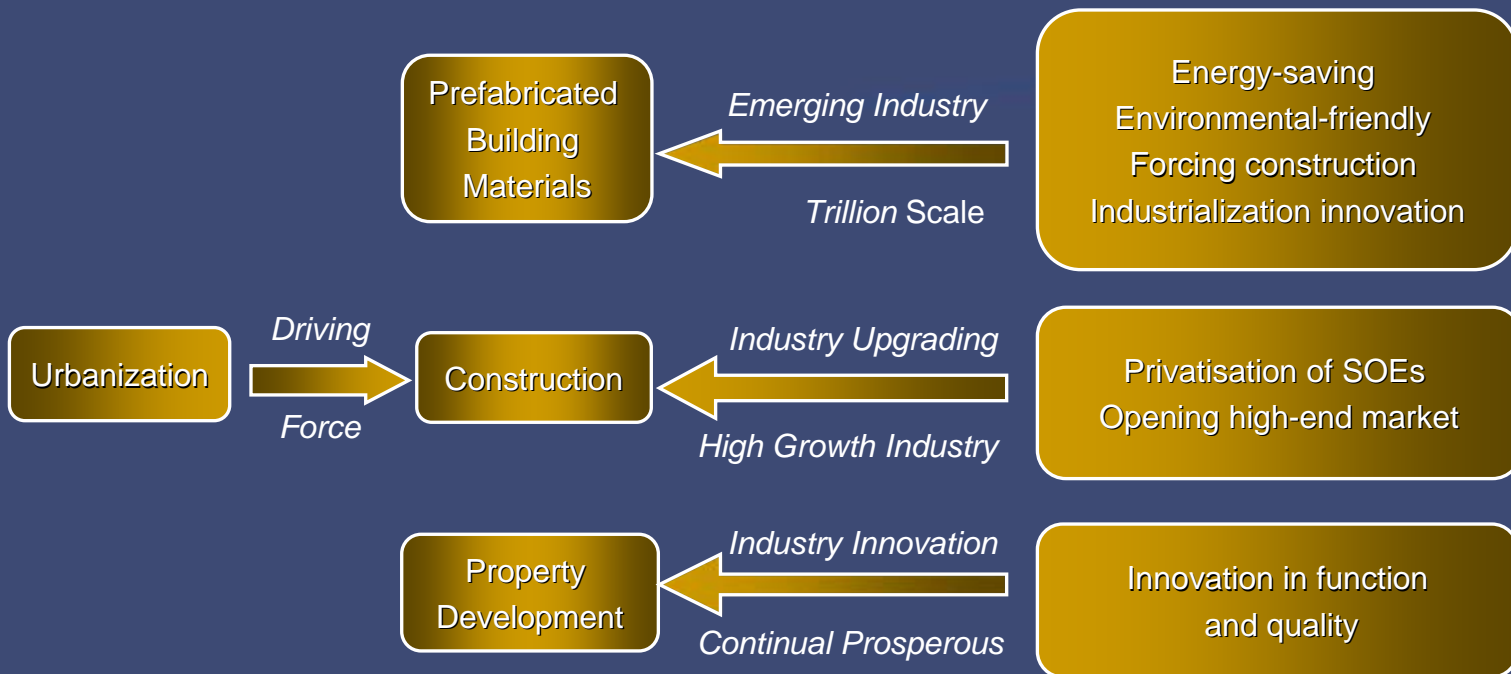 Prefabricated
Building
Materials
Emerging Industry
Trillion Scale
Energy-saving
Environmental-friendly
Forcing construction
Industrialization innovation
Urbanization
Driving
Force
Construction
Industry Upgrading
High Growth Industry
Privatisation of SOEs
Opening high-end market
Property
Development
Industry Innovation
Continual Prosperous
Innovation in function
and quality